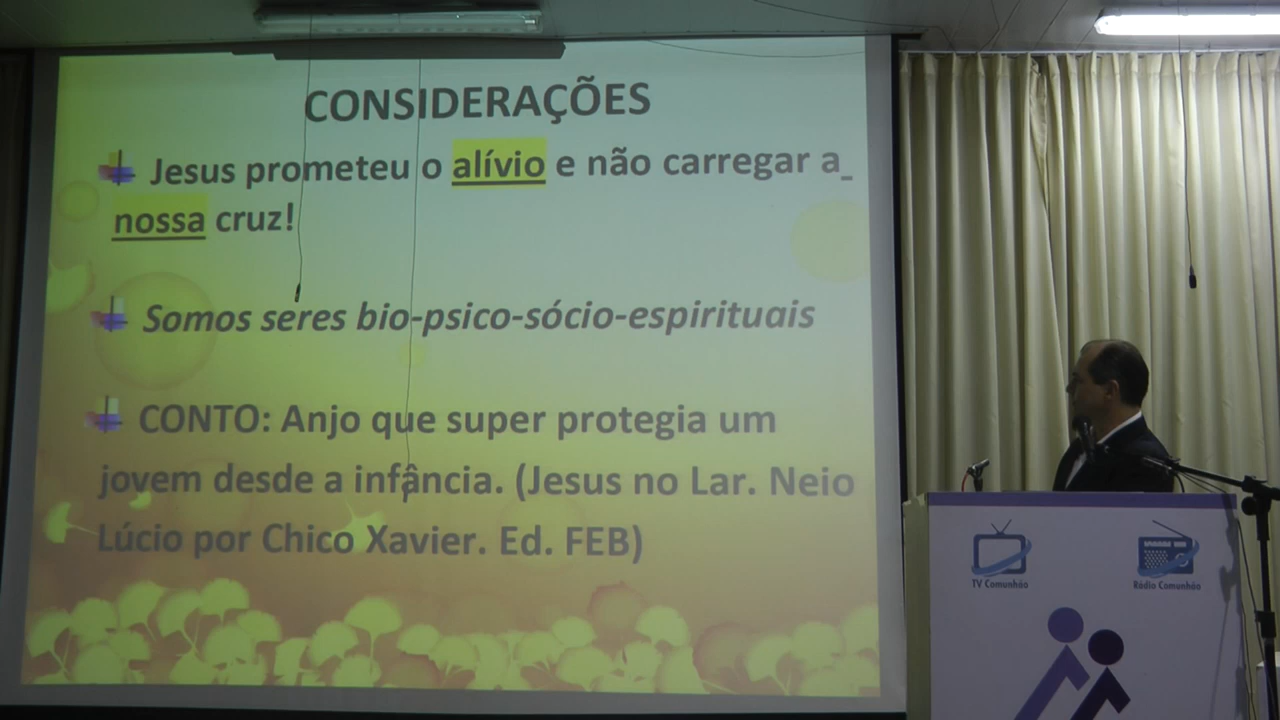 CONSIDERAÇÕES
Jesus prometeu o alívio e não carregar a
nossa cruz!
Somos seres bio-psico-sócio-espirituais
CONTO: Anjo que super protegia um
jovem desde a infância. (Jesus no Lar. Neio
Lúcio por Chico Xavier. Ed. FEB)
TV Comunhão
Rádio Comunhão